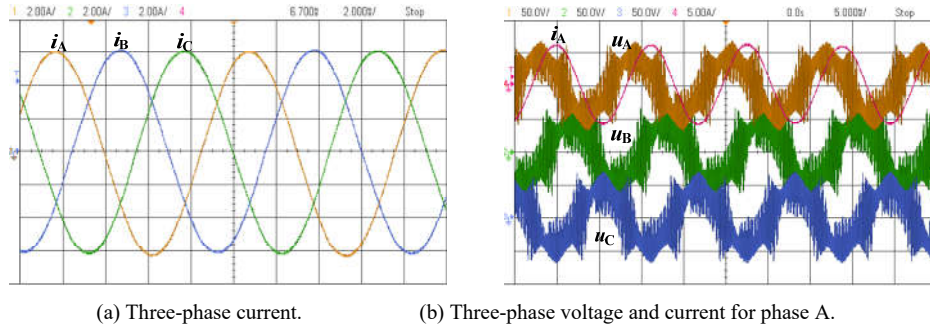 1 2.00A/ 2 2.00A/ 3 2.00A/ 4 6.700s 2.000s/ Stop
1 50.0V/ 2 50.0V/ 3 50.0V/ 4 5.00A/ 0.0s 5.000s/ Stop
iA iB iC
iA uA
uB
uC
(a) Three-phase current.
(b) Three-phase voltage and current for phase A.